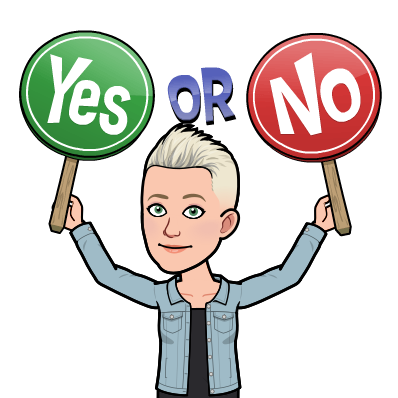 Yes OR No